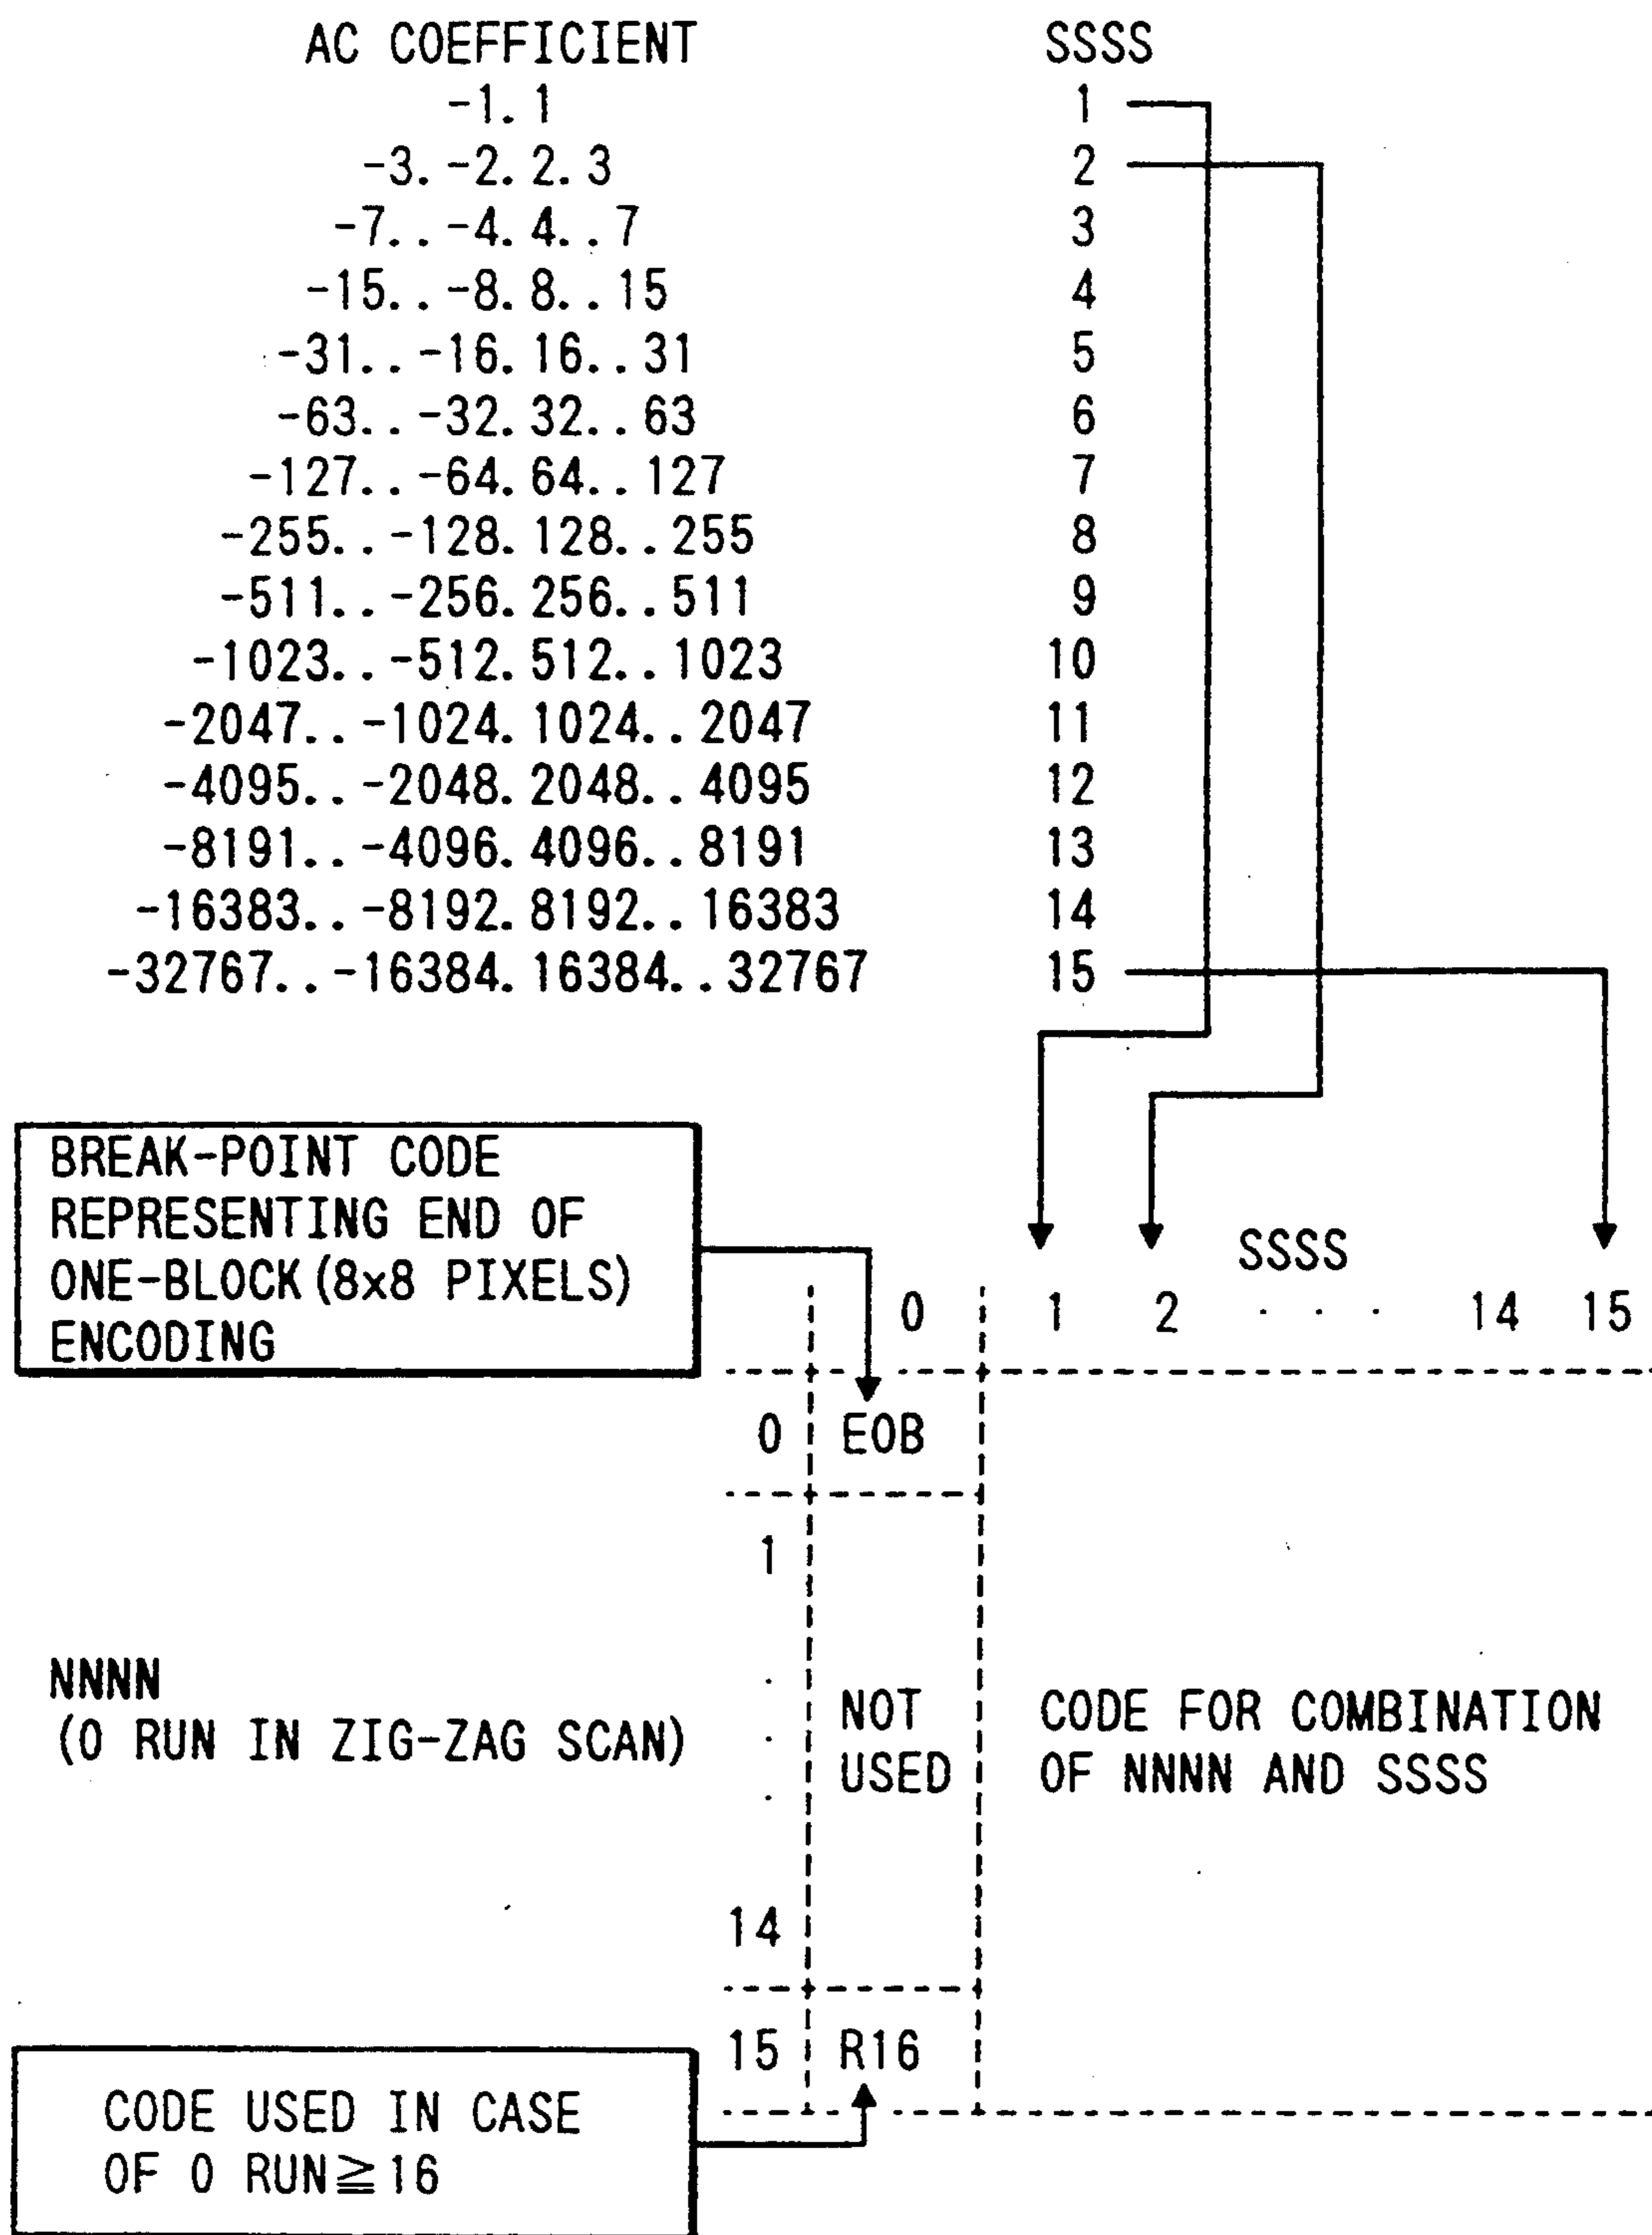 AC COEFFICIENT SSSS
-1. 1 1
-3. -2. 2. 3 2
-7.. -4. 4.. 7 3
-15.. -8. 8.. 15 4
-31.. -16. 16.. 31 5
-63.. -32. 32.. 63 6
-127.. -64. 64.. 127 7
-255.. -128. 128.. 255 8
-511.. -256. 256.. 511 9
-1023.. -512. 512.. 1023 10
-2047.. -1024. 1024.. 2047 11
-4095.. -2048. 2048.. 4095 12
-8191.. -4096. 4096.. 8191 13
-16383.. -8192. 8192.. 16383 14
-32767.. -16384. 16384.. 32767 15
BREAK-POINT CODE
REPRESENTING END OF
ONE-BLOCK (8x8 PIXELS)
ENCODING
SSSS
0 1 2 · · · 14 15
0 EOB
1
NNNN
(0 RUN IN ZIG-ZAG SCAN)
·
·
·
NOT
USED
CODE FOR COMBINATION
OF NNNN AND SSSS
14
15 R16
CODE USED IN CASE
OF 0 RUN≧16